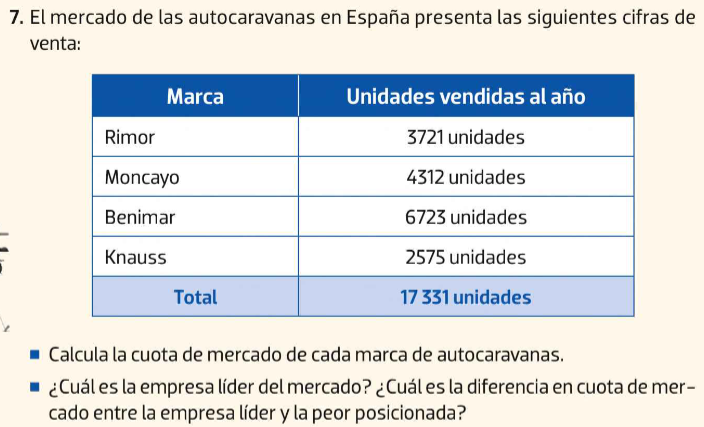 7. El mercado de las autocaravanas en España presenta las siguientes cifras de
venta:
Marca Unidades vendidas al año
Rimor 3721 unidades
Moncayo 4312 unidades
Benimar 6723 unidades
Knauss 2575 unidades
Total 17 331 unidades
■ Calcula la cuota de mercado de cada marca de autocaravanas.
■ ¿Cuál es la empresa líder del mercado? ¿Cuál es la diferencia en cuota de mer-
cado entre la empresa líder y la peor posicionada?